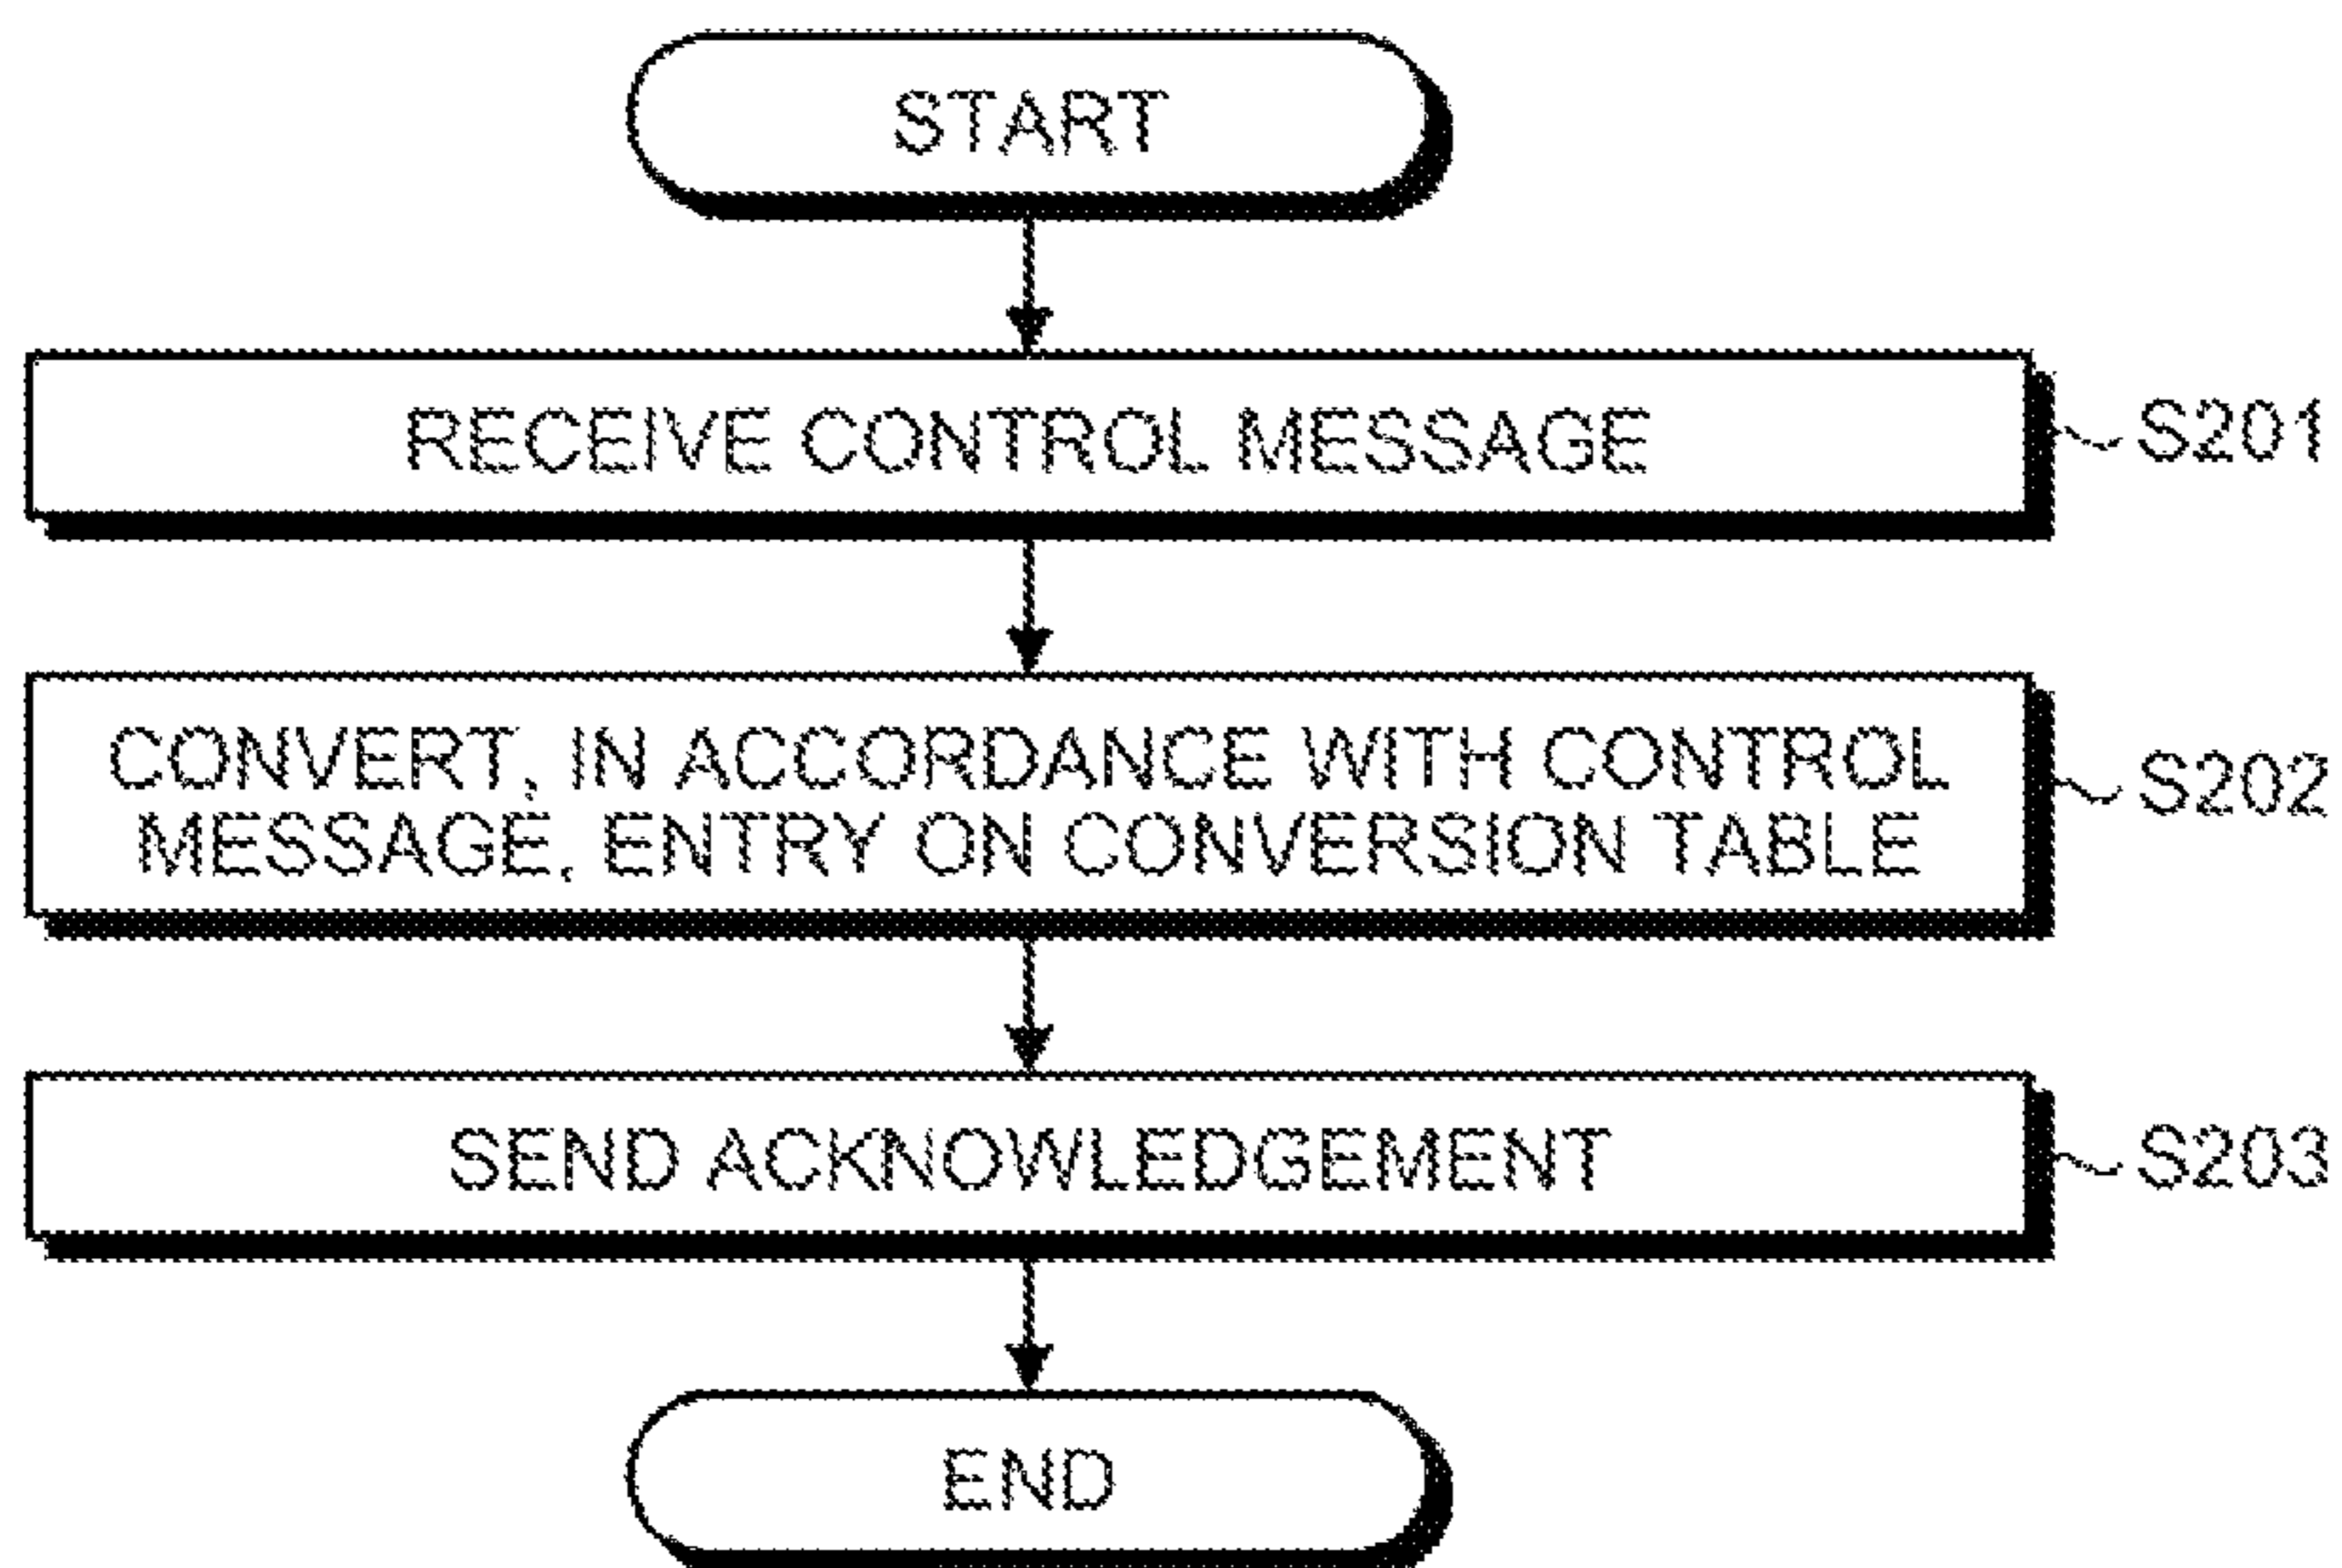 START
RECEIVE CONTROL MESSAGE
S201
CONVERT, IN ACCORDANCE WITH CONTROL
MESSAGE, ENTRY ON CONVERSION TABLE
S202
SEND ACKNOWLEDGEMENT
S203
END